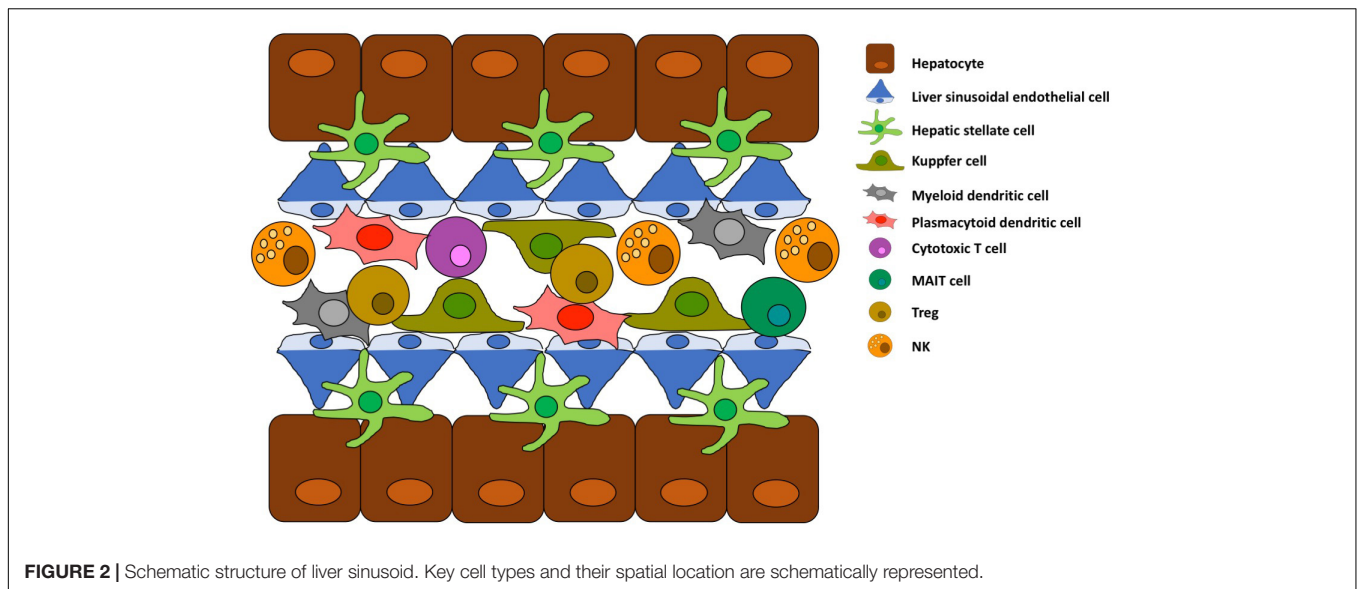 Hepatocyte
Liver sinusoidal endothelial cell
Hepatic stellate cell
Kuppfer cell
Myeloid dendritic cell
Plasmacytoid dendritic cell
Cytotoxic T cell
MAIT cell
Treg
NK
FIGURE 2 | Schematic structure of liver sinusoid. Key cell types and their spatial location are schematically represented.